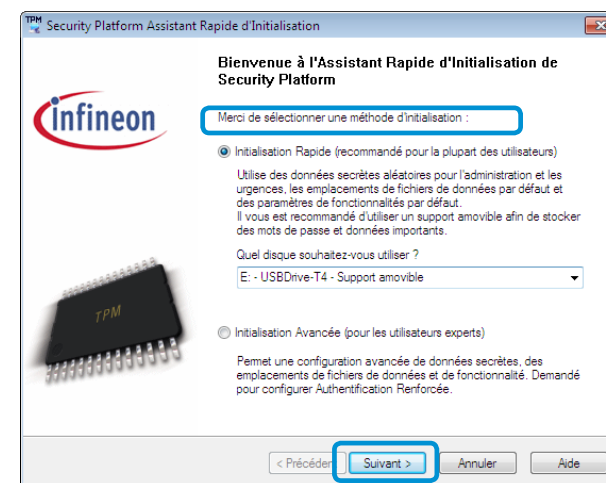 TPM Security Platform Assistant Rapide d'Initialisation
Bienvenue à l'Assistant Rapide d'Initialisation de
Security Platform
infineon
Merci de sélectionner une méthode d'initialisation :
Initialisation Rapide (recommandé pour la plupart des utilisateurs)
Utilise des données secrètes aléatoires pour l'administration et les
urgences, les emplacements de fichiers de données par défaut et
des paramètres de fonctionnalités par défaut.
Il vous est recommandé d'utiliser un support amovible afin de stocker
des mots de passe et données importants.
Quel disque souhaitez-vous utiliser ?
E: - USBDrive-T4 - Support amovible
TPM
Initialisation Avancée (pour les utilisateurs experts)
Permet une configuration avancée de données secrètes, des
emplacements de fichiers de données et de fonctionnalité. Demandé
pour configurer Authentification Renforcée.
< Précéden Suivant > Annuler Aide